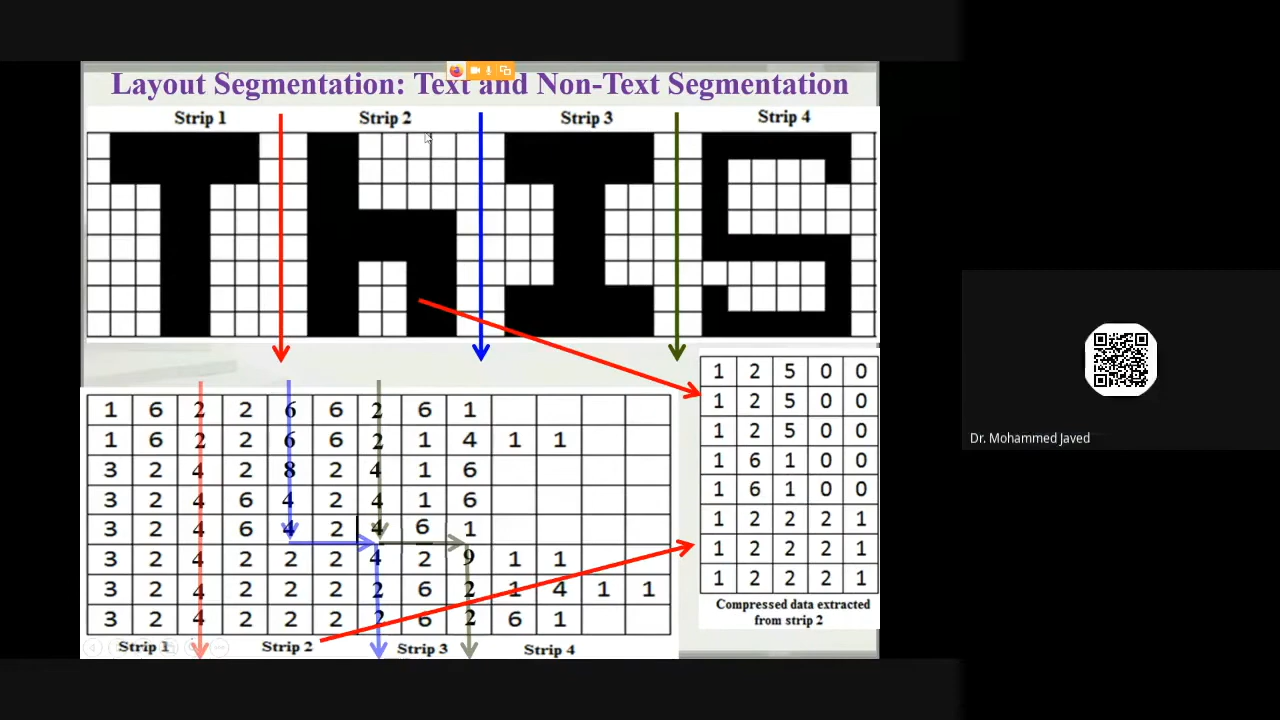 Layout Segmentation: Text and Non-Text Segmentation
Strip 1 Strip 2 Strip 3 Strip 4
1 6 2 2 6 6 2 6 1
1 6 2 2 6 6 2 1 4 1 1
3 2 4 2 8 2 4 1 6
3 2 4 6 4 2 4 1 6
3 2 4 6 4 2 4 6 1
3 2 4 2 2 2 4 2 9 1 1
3 2 4 2 2 2 2 6 2 1 4 1 1
3 2 4 2 2 2 2 6 2 6 1
Strip 1 Strip 2 Strip 3 Strip 4
1 2 5 0 0
1 2 5 0 0
1 2 5 0 0
1 6 1 0 0
1 6 1 0 0
1 2 2 2 1
1 2 2 2 1
1 2 2 2 1
Compressed data extracted
from strip 2
Dr. Mohammed Javed